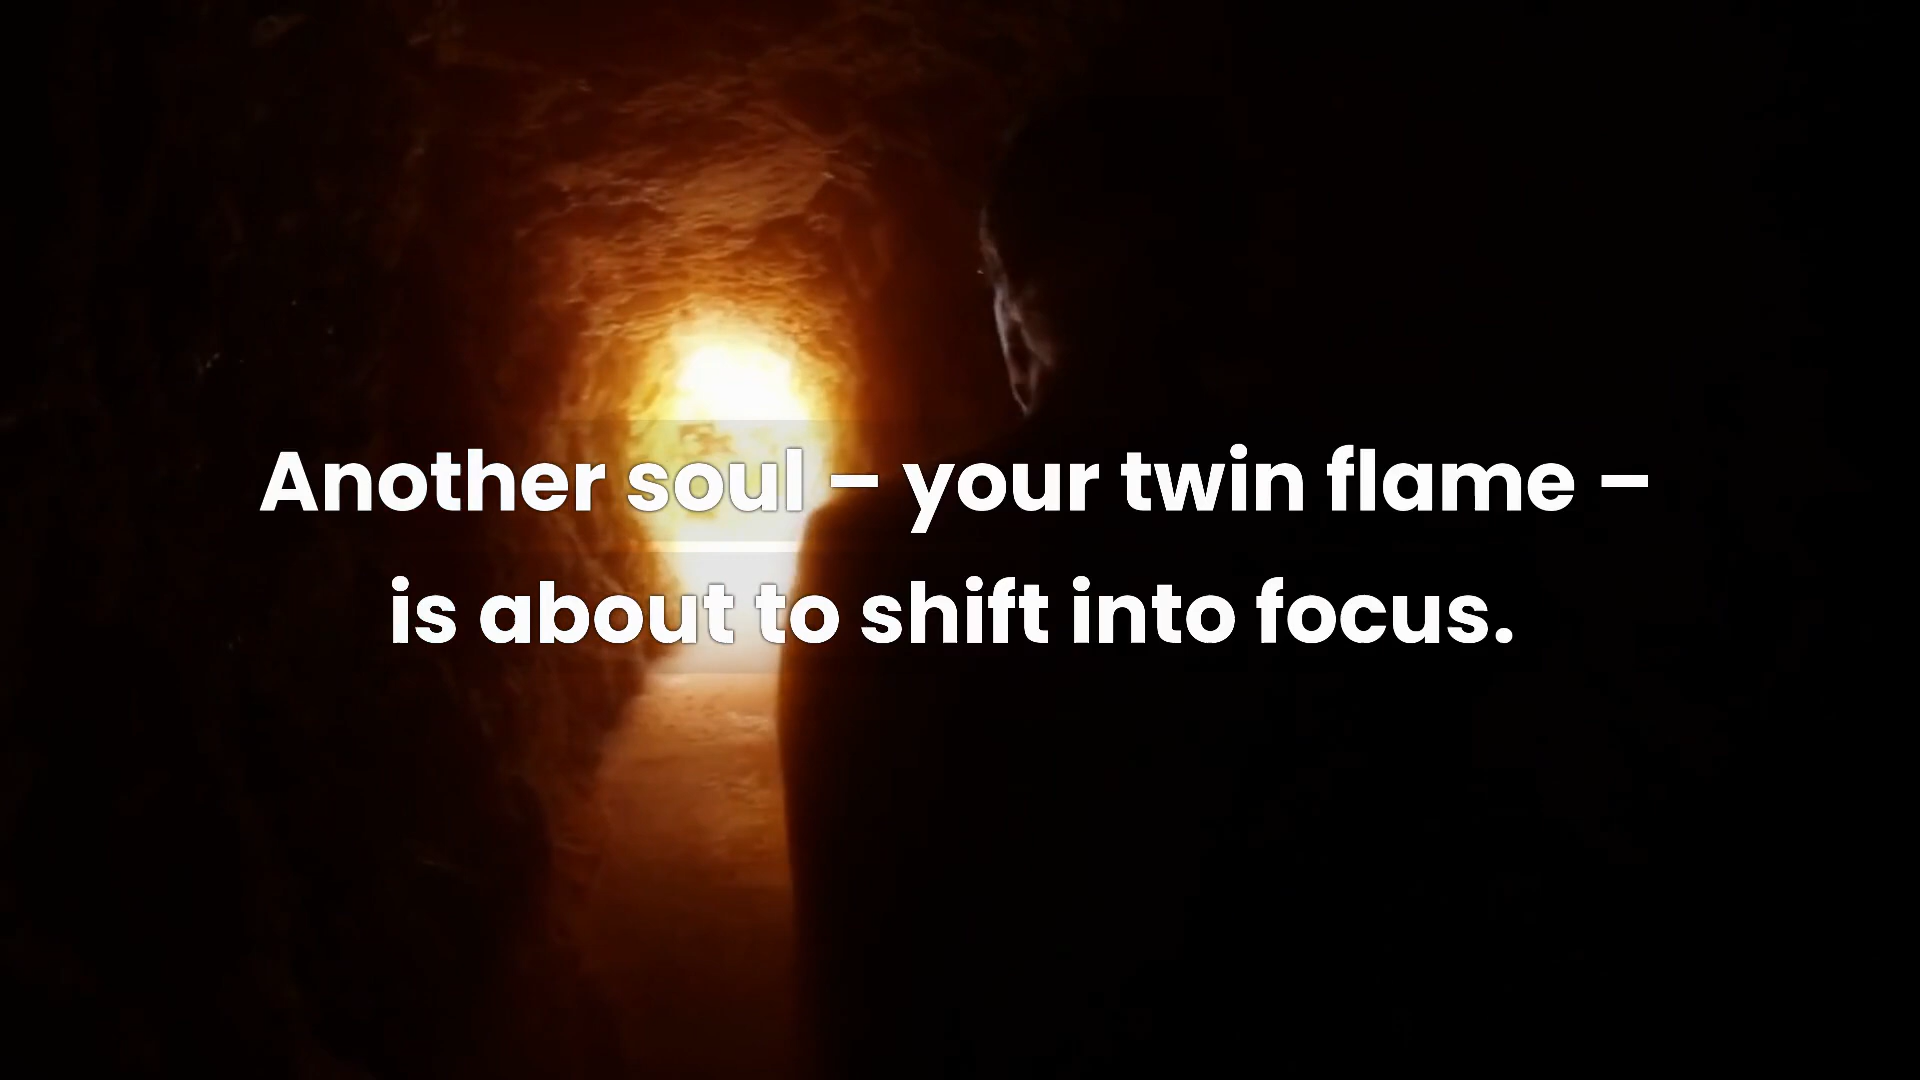 Another soul – your twin flame –
is about to shift into focus.